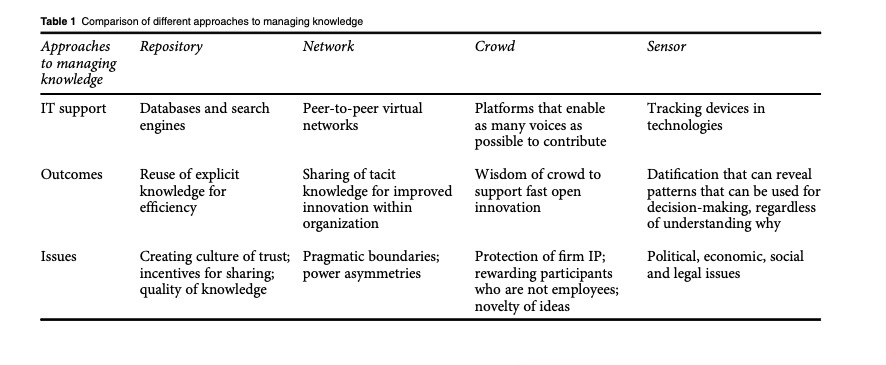 Table 1 Comparison of different approaches to managing knowledge
Approaches to managing knowledge Repository Network Crowd Sensor
IT support
Databases and search
engines
Peer-to-peer virtual
networks
Platforms that enable
as many voices as
possible to contribute
Tracking devices in
technologies
Outcomes
Reuse of explicit
knowledge for
efficiency
Sharing of tacit
knowledge for improved
innovation within
organization
Wisdom of crowd to
support fast open
innovation
Datification that can reveal
patterns that can be used for
decision-making, regardless
of understanding why
Issues
Creating culture of trust;
incentives for sharing;
quality of knowledge
Pragmatic boundaries;
power asymmetries
Protection of firm IP;
rewarding participants
who are not employees;
novelty of ideas
Political, economic, social
and legal issues